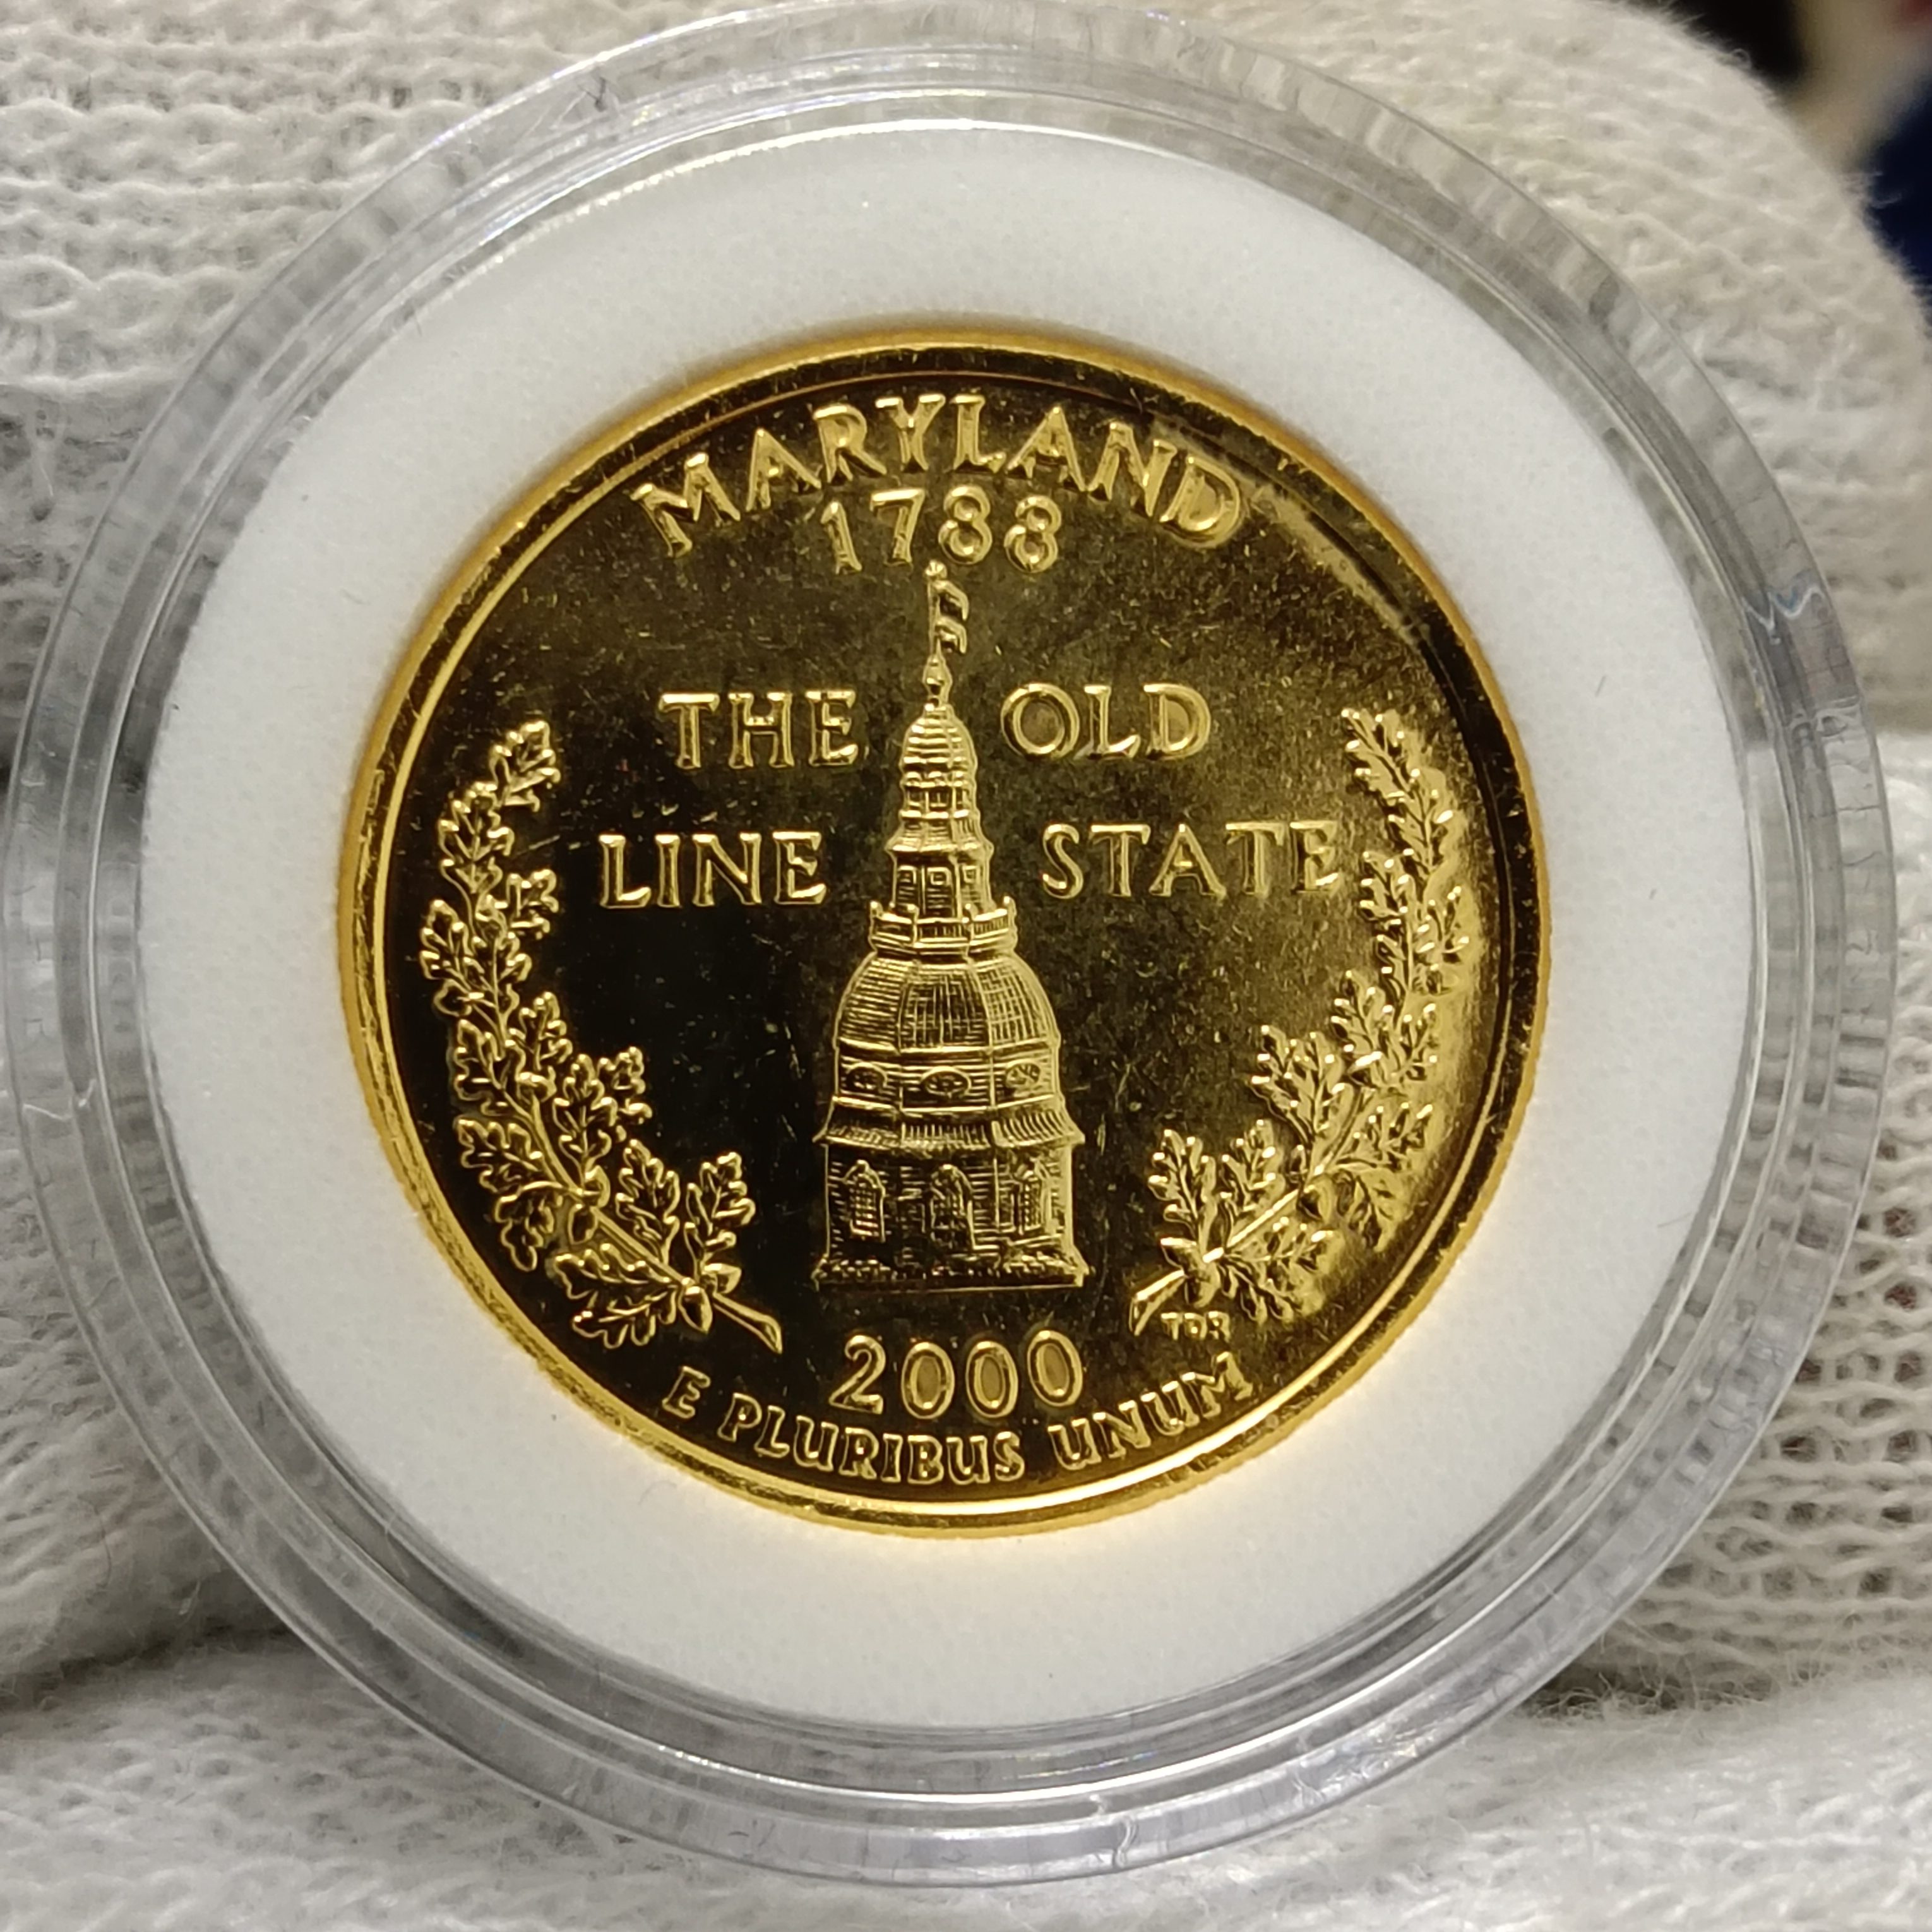 MARYLAND
1788
THE OLD
LINE STATE
TDR
2000
E PLURIBUS UNUM